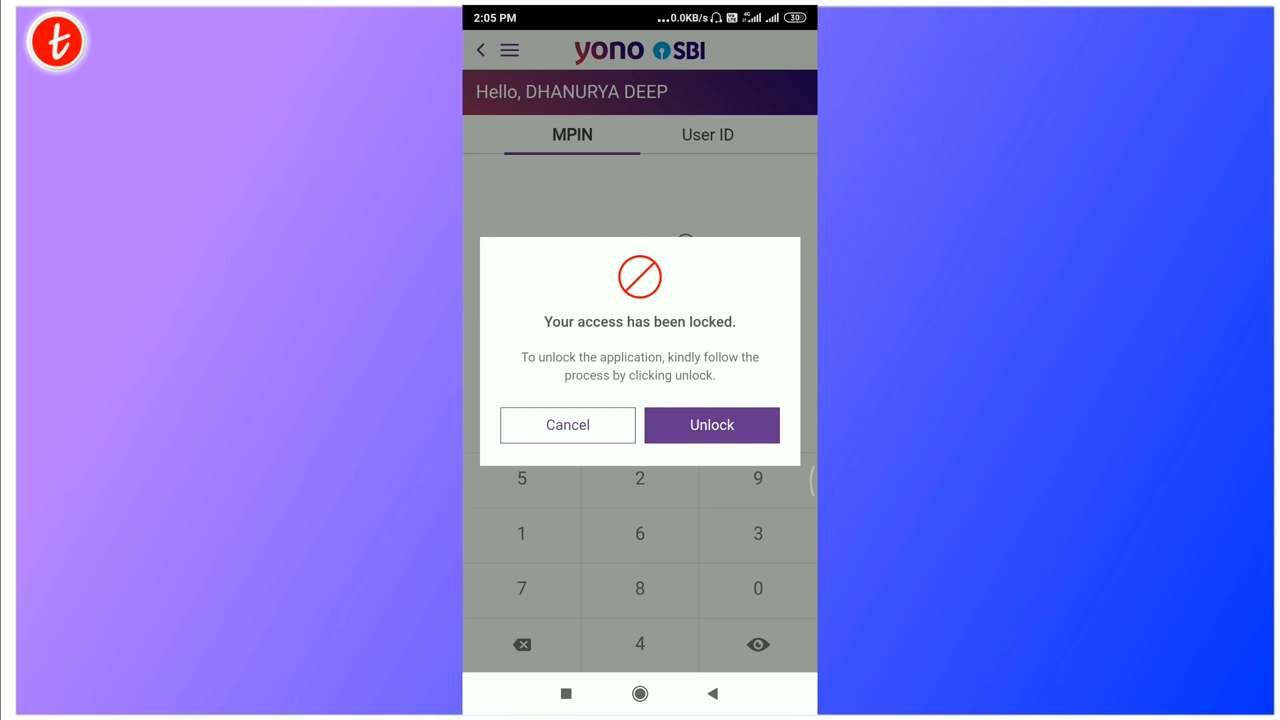 t
2:05 PM ...0.0KB/s 4G 30
yono SBI
Hello, DHANURYA DEEP
MPIN User ID
Your access has been locked.
To unlock the application, kindly follow the
process by clicking unlock.
Cancel Unlock
5 2 9
1 6 3
7 8 0
4